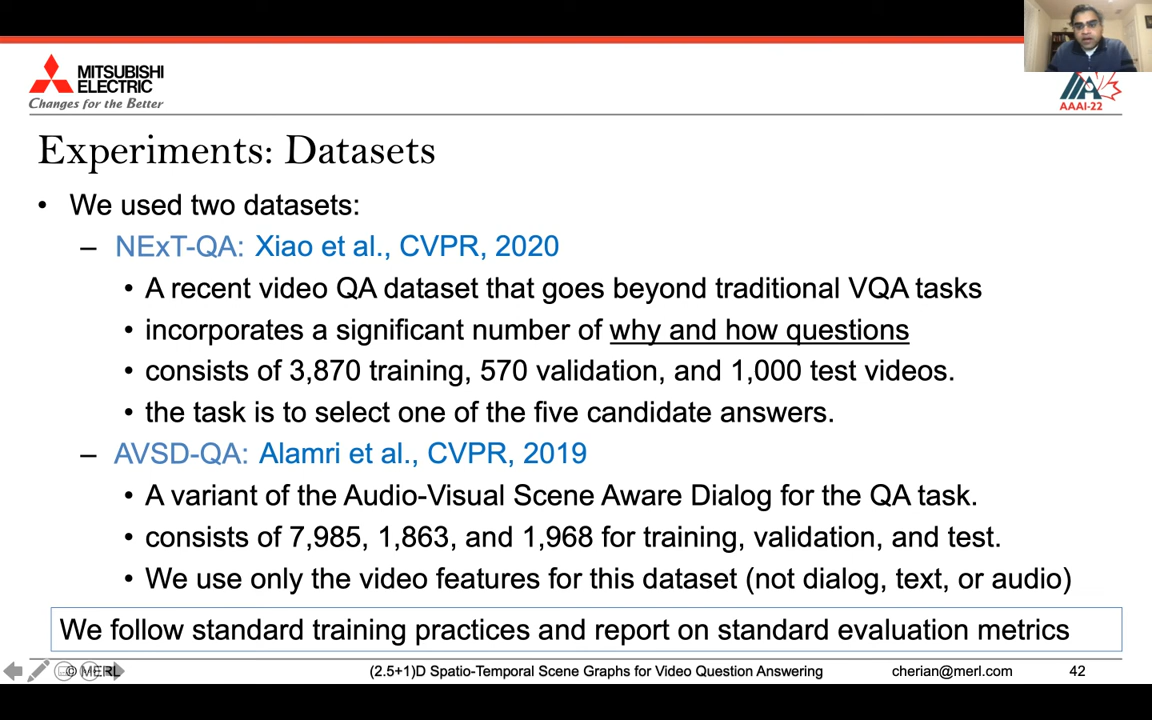 MITSUBISHI
ELECTRIC
Changes for the Better
AAAI-22
Experiments: Datasets
• We used two datasets:
– NExT-QA: Xiao et al., CVPR, 2020
• A recent video QA dataset that goes beyond traditional VQA tasks
• incorporates a significant number of why and how questions
• consists of 3,870 training, 570 validation, and 1,000 test videos.
• the task is to select one of the five candidate answers.
– AVSD-QA: Alamri et al., CVPR, 2019
• A variant of the Audio-Visual Scene Aware Dialog for the QA task.
• consists of 7,985, 1,863, and 1,968 for training, validation, and test.
• We use only the video features for this dataset (not dialog, text, or audio)
We follow standard training practices and report on standard evaluation metrics
© MERL (2.5+1)D Spatio-Temporal Scene Graphs for Video Question Answering cherian@merl.com 42